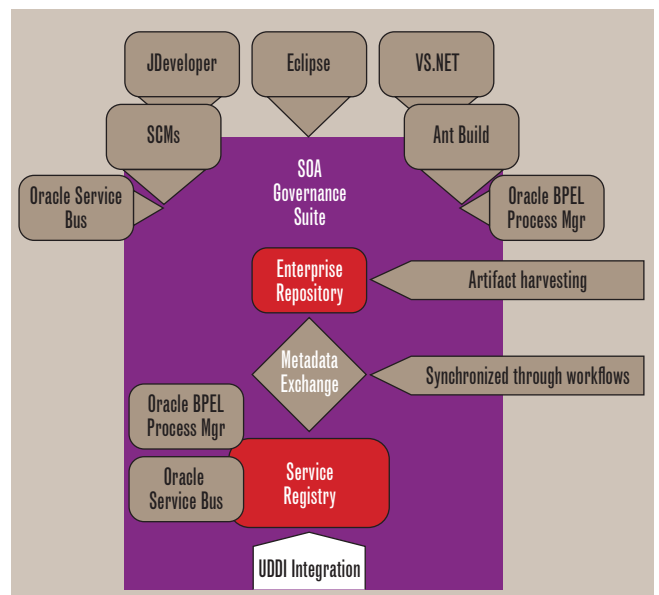 JDeveloper
Eclipse
VS.NET
SCMs
Ant Build
SOA
Governance
Suite
Oracle Service
Bus
Oracle BPEL
Process Mgr
Enterprise
Repository
Artifact harvesting
Metadata
Exchange
Synchronized through workflows
Oracle BPEL
Process Mgr
Oracle
Service Bus
Service
Registry
UDDI Integration